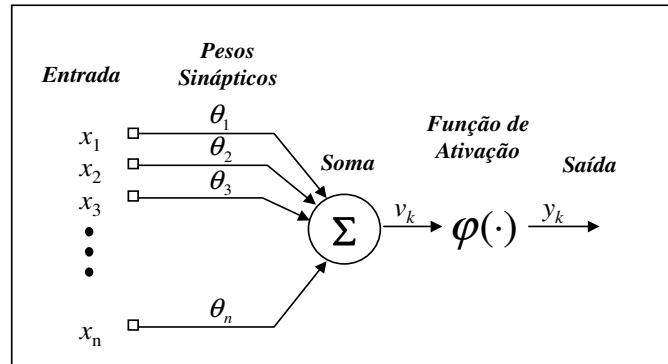 Entrada
Pesos
Sinápticos
Soma
Função de
Ativação
Saída
x₁ θ₁
x₂ θ₂
x₃ θ₃
Σ vₖ φ(·) yₖ
xₙ θₙ